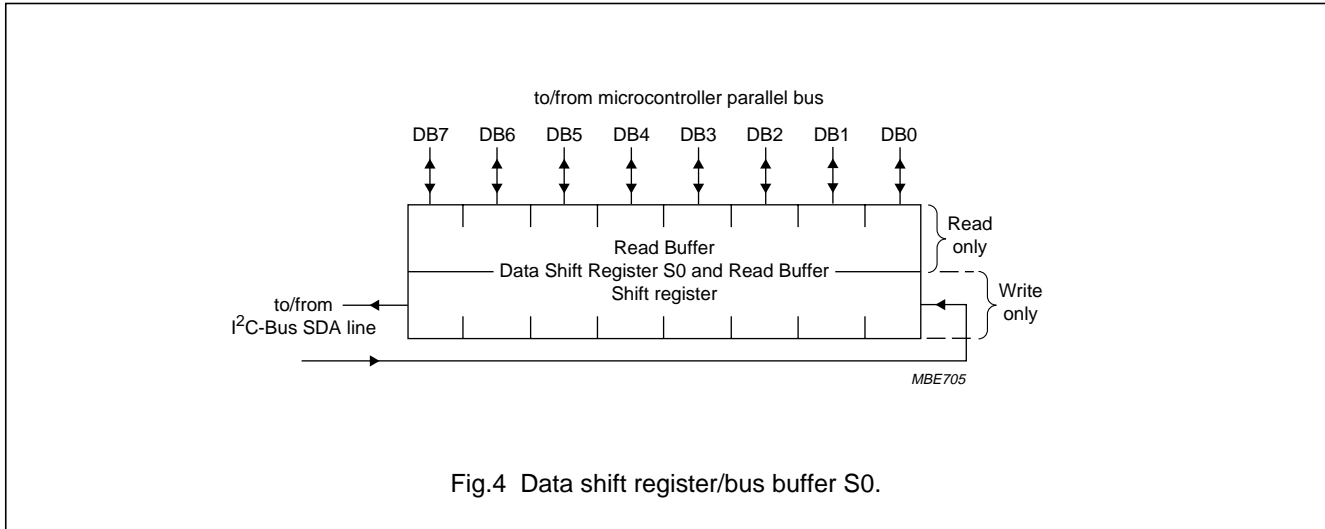 to/from microcontroller parallel bus
DB7 DB6 DB5 DB4 DB3 DB2 DB1 DB0
Read Buffer
Data Shift Register S0 and Read Buffer
Shift register
Read
only
Write
only
to/from
I²C-Bus SDA line
MBE705
Fig.4 Data shift register/bus buffer S0.